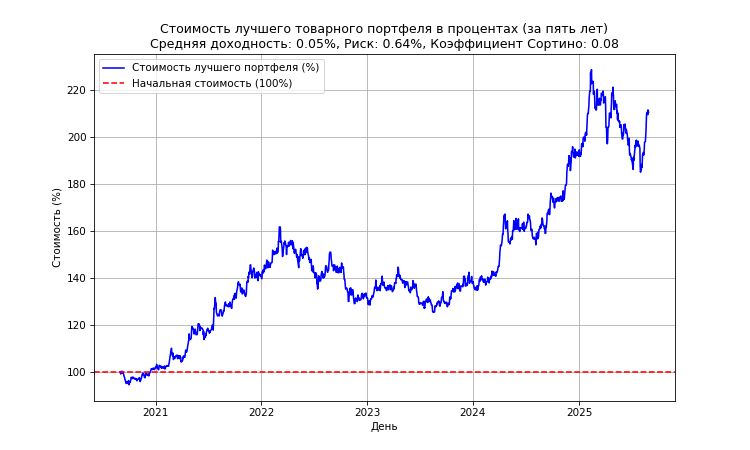 Стоимость лучшего товарного портфеля в процентах (за пять лет)
Средняя доходность: 0.05%, Риск: 0.64%, Коэффициент Сортино: 0.08
Стоимость лучшего портфеля (%)
Начальная стоимость (100%)
Стоимость (%)
220
200
180
160
140
120
100
2021
2022
2023
2024
2025
День